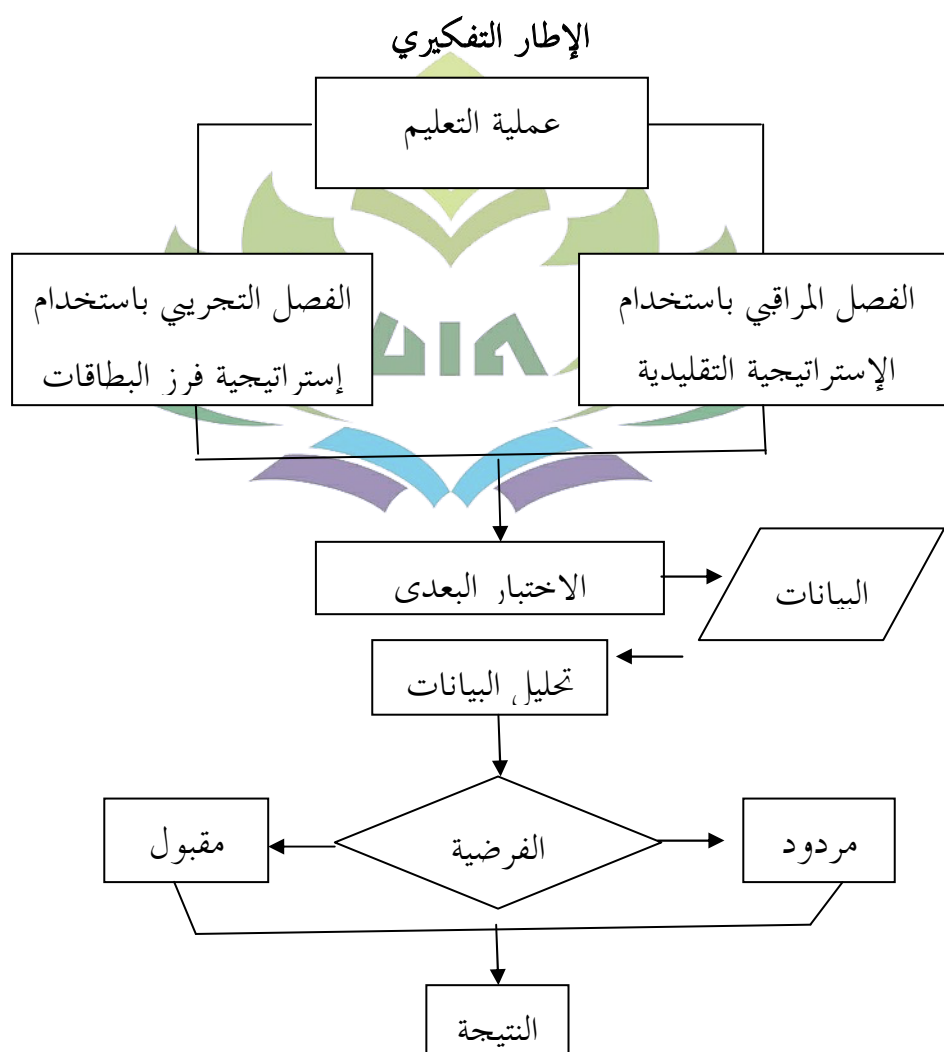 الإطار التفكيري
عملية التعليم
الفصل المراقبي باستخدام
الإستراتيجية التقليدية
الفصل التجريبي باستخدام
إستراتيجية فرز البطاقات
الاختبار البعدى
البيانات
تحليل البيانات
الفرضية
مردود
مقبول
النتيجة